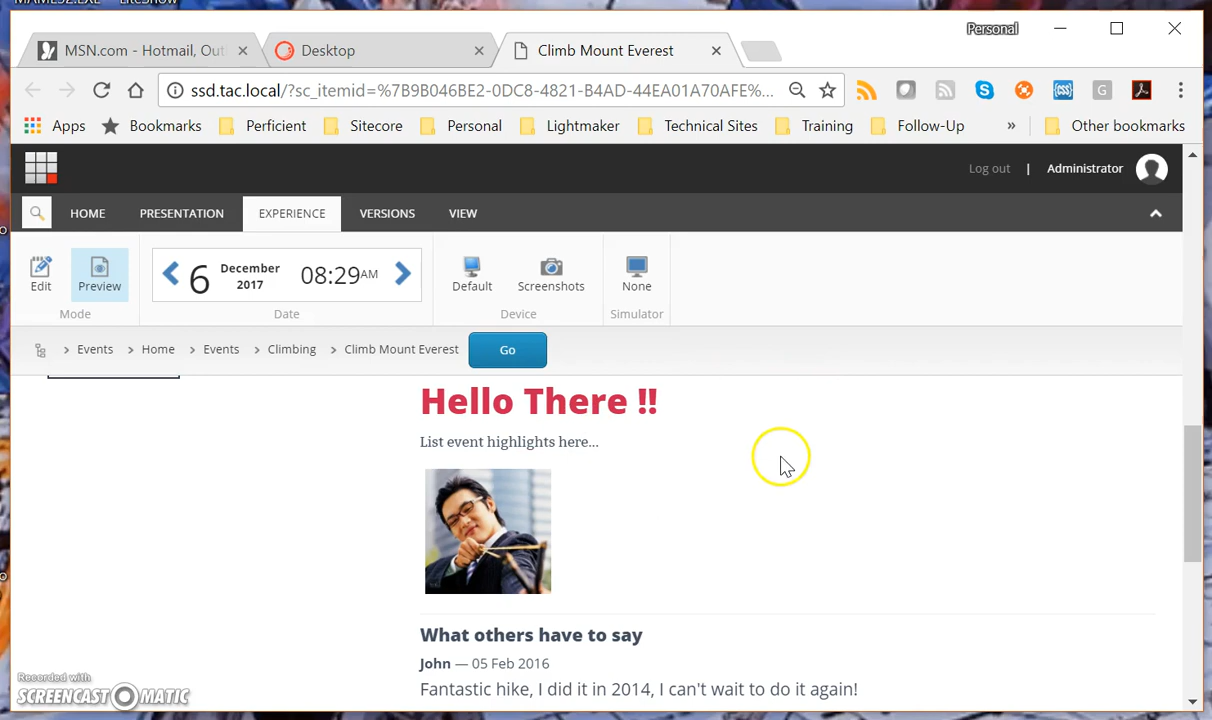 MAME32.EXE LiteShow
Personal
MSN.com - Hotmail, Outl
Desktop
Climb Mount Everest
ssd.tac.local/?sc_itemid=%7B9B046BE2-0DC8-4821-B4AD-44EA01A70AFE%...
Apps Bookmarks Perficient Sitecore Personal Lightmaker Technical Sites Training Follow-Up » Other bookmarks
Log out | Administrator
HOME PRESENTATION EXPERIENCE VERSIONS VIEW
6 December 2017 08:29AM
Edit Preview Default Screenshots None
Mode Date Device Simulator
Events Home Events Climbing Climb Mount Everest Go
Hello There !!
List event highlights here...
What others have to say
John — 05 Feb 2016
Fantastic hike, I did it in 2014, I can't wait to do it again!
Recorded with
SCREENCAST-O-MATIC